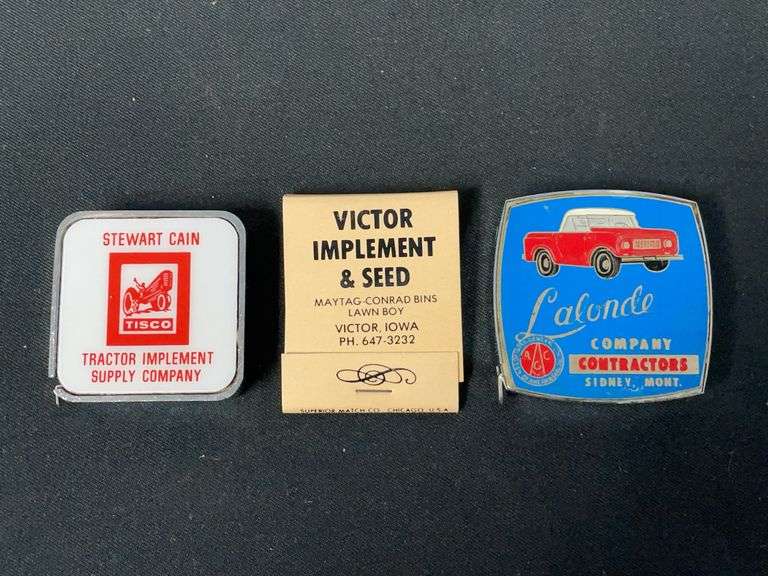 STEWART CAIN
TISCO
TRACTOR IMPLEMENT
SUPPLY COMPANY
VICTOR
IMPLEMENT
& SEED
MAYTAG-CONRAD BINS
LAWN BOY
VICTOR, IOWA
PH. 647-3232
SUPERIOR MATCH CO. CHICAGO, U.S.A.
Lalonde
COMPANY
CONTRACTORS
SIDNEY, MONT.
AGC